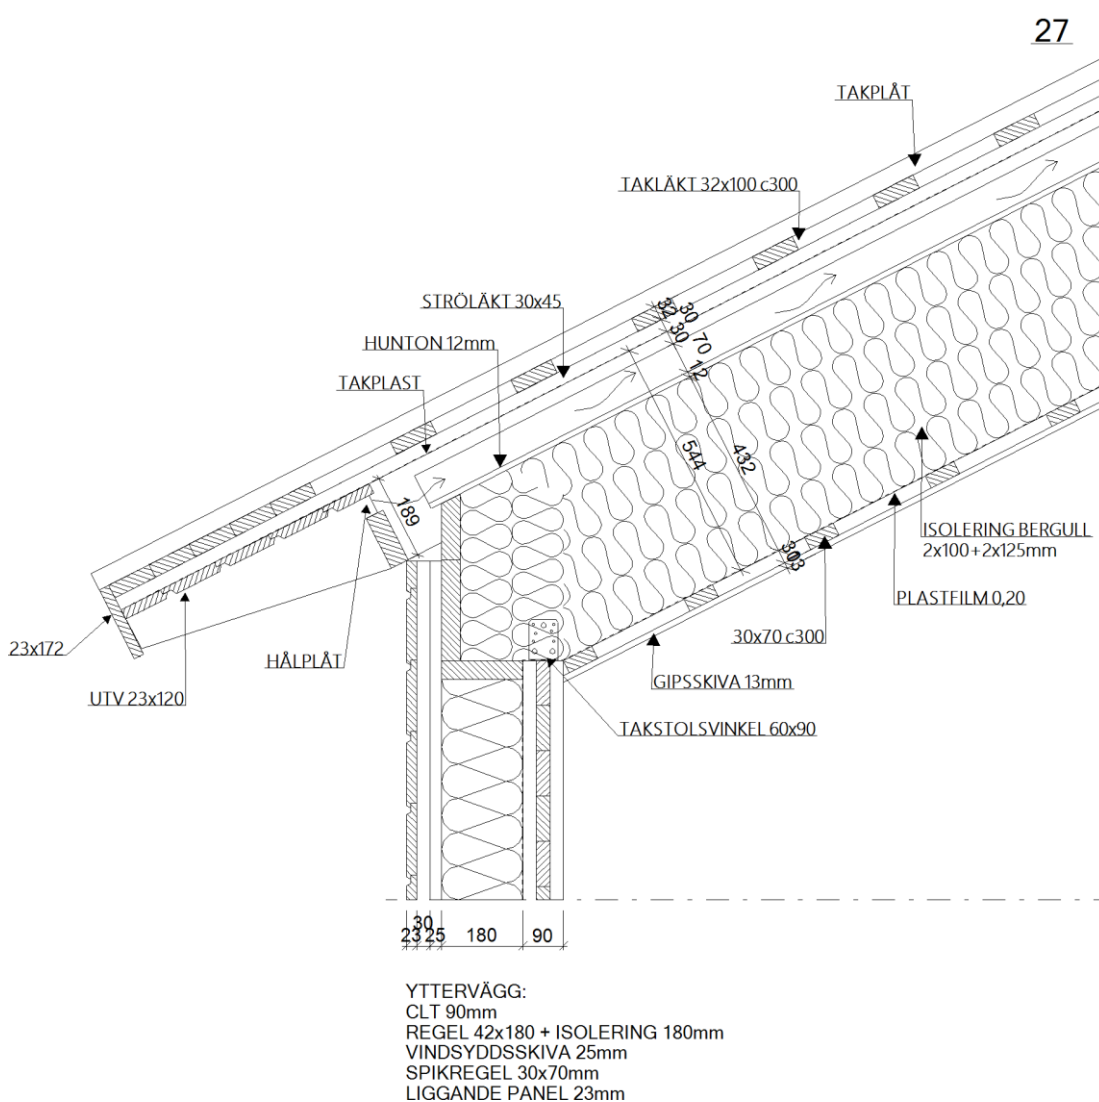 27
TAKPLÅT
TAKLÄKT 32x100 c300
STRÖLÄKT 30x45
HUNTON 12mm
TAKPLAST
32
30
30
70
12
544
432
189
30
13
ISOLERING BERGULL
2x100+2x125mm
PLASTFILM 0,20
30x70 c300
GIPSSKIVA 13mm
TAKSTOLSVINKEL 60x90
23x172
UTV 23x120
HÅLPLÅT
30
23 25 180 90
YTTERVÄGG:
CLT 90mm
REGEL 42x180 + ISOLERING 180mm
VINDSYDDSSKIVA 25mm
SPIKREGEL 30x70mm
LIGGANDE PANEL 23mm